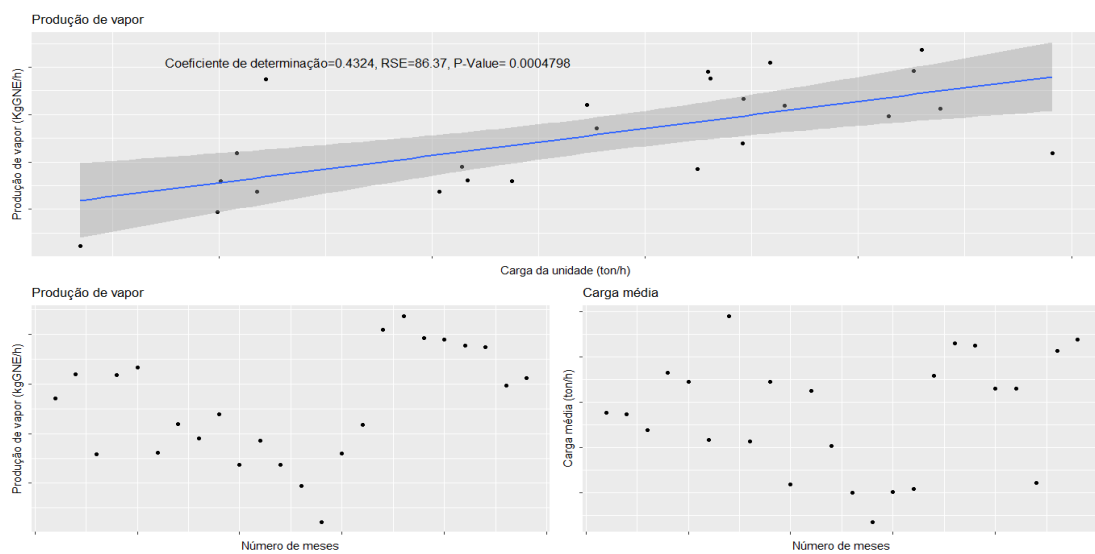 Produção de vapor
Coeficiente de determinação=0.4324, RSE=86.37, P-Value= 0.0004798
Produção de vapor (KgGNE/h)
Carga da unidade (ton/h)
Produção de vapor
Produção de vapor (kgGNE/h)
Número de meses
Carga média
Carga média (ton/h)
Número de meses